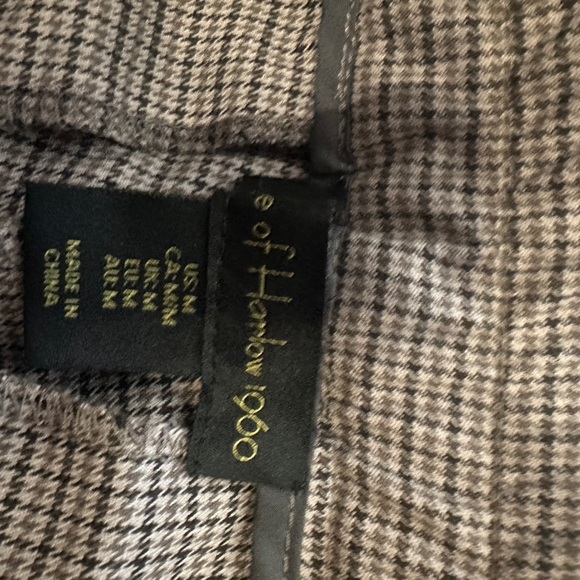 e of Harlow 1960
US: M
CA: M/M
UK: M
EU: M
AU: M
MADE IN
CHINA